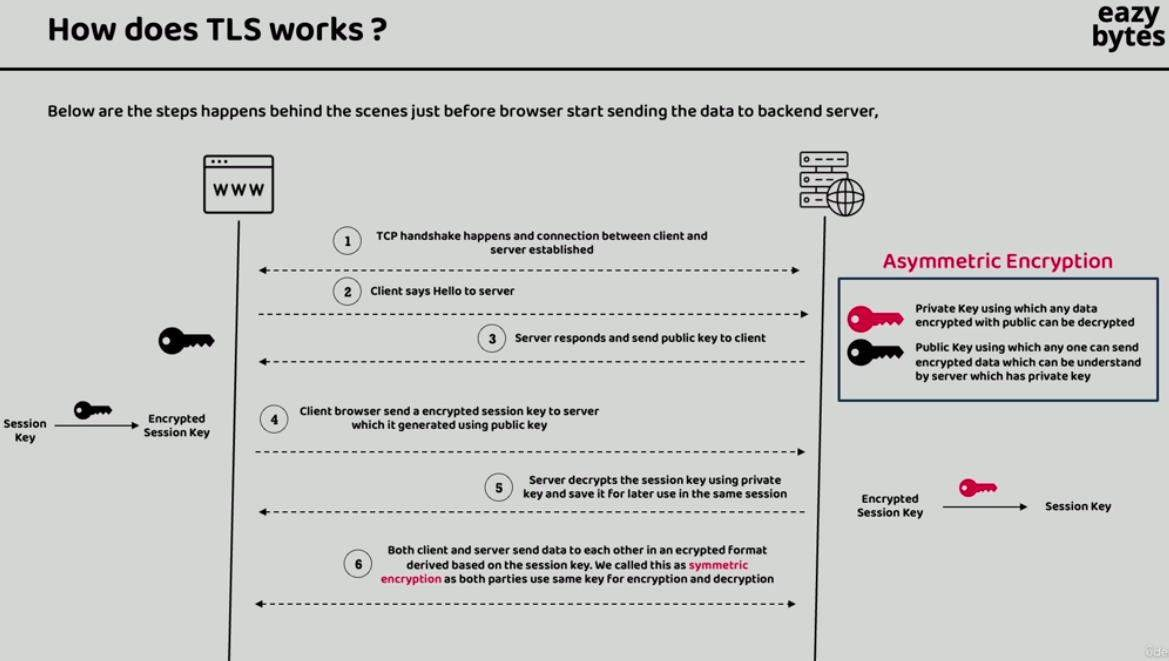 How does TLS works ?
eazy
bytes
Below are the steps happens behind the scenes just before browser start sending the data to backend server,
WWW
1
TCP handshake happens and connection between client and
server established
2
Client says Hello to server
3
Server responds and send public key to client
Asymmetric Encryption
Private Key using which any data
encrypted with public can be decrypted
Public Key using which any one can send
encrypted data which can be understand
by server which has private key
Session
Key
Encrypted
Session Key
4
Client browser send a encrypted session key to server
which it generated using public key
5
Server decrypts the session key using private
key and save it for later use in the same session
Encrypted
Session Key
Session Key
6
Both client and server send data to each other in an ecrypted format
derived based on the session key. We called this as symmetric
encryption as both parties use same key for encryption and decryption